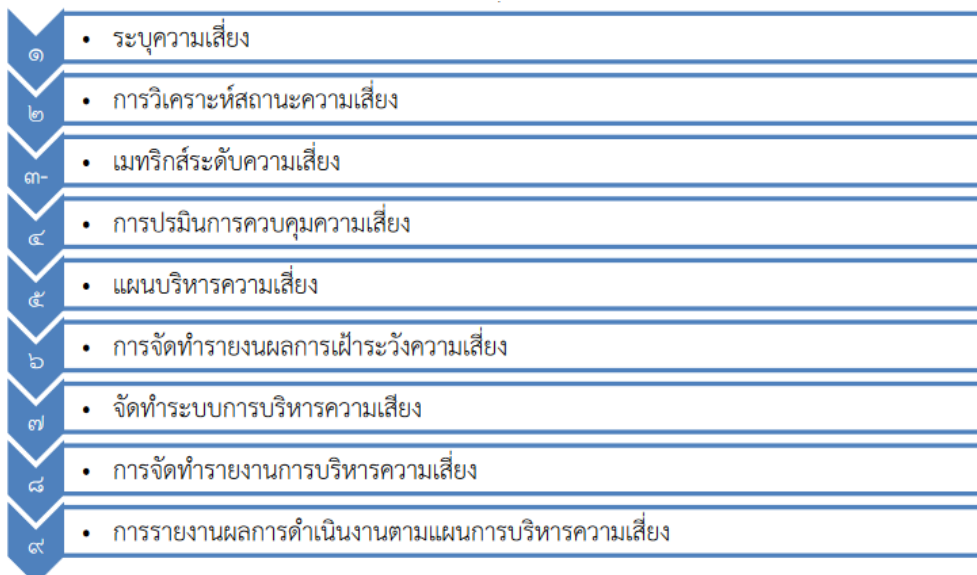 ๑ • ระบุความเสี่ยง
๒ • การวิเคราะห์สถานะความเสี่ยง
๓- • เมทริกส์ระดับความเสี่ยง
๔ • การปรมินการควบคุมความเสี่ยง
๕ • แผนบริหารความเสี่ยง
๖ • การจัดทำรายงนผลการเฝ้าระวังความเสี่ยง
๗ • จัดทำระบบการบริหารความเสียง
๘ • การจัดทำรายงานการบริหารความเสี่ยง
๙ • การรายงานผลการดำเนินงานตามแผนการบริหารความเสี่ยง